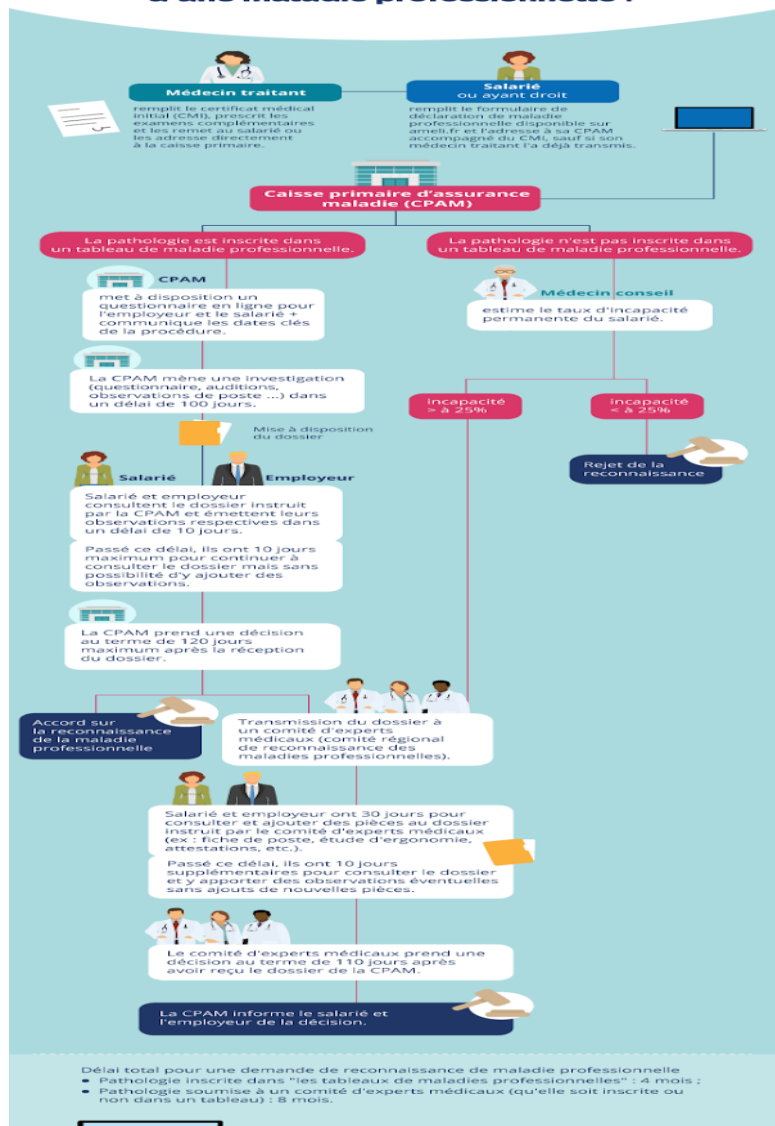 d'une maladie professionnelle ?
Médecin traitant
remplit le certificat médical
initial (CMI), prescrit les
examens complémentaires
et les remet au salarié ou
les adresse directement
à la caisse primaire.
Salarié
ou ayant droit
remplit le formulaire de
déclaration de maladie
professionnelle disponible sur
ameli.fr et l'adresse à sa CPAM
accompagné du CMI, sauf si son
médecin traitant l'a déjà transmis.
Caisse primaire d'assurance
maladie (CPAM)
La pathologie est inscrite dans
un tableau de maladie professionnelle.
La pathologie n'est pas inscrite dans
un tableau de maladie professionnelle.
CPAM
met à disposition un
questionnaire en ligne pour
l'employeur et le salarié +
communique les dates clés
de la procédure.
Médecin conseil
estime le taux d'incapacité
permanente du salarié.
La CPAM mène une investigation
(questionnaire, auditions,
observations de poste ...) dans
un délai de 100 jours.
incapacité
> à 25%
incapacité
< à 25%
Mise à disposition
du dossier
Rejet de la
reconnaissance
Salarié
Employeur
Salarié et employeur
consultent le dossier instruit
par la CPAM et émettent leurs
observations respectives dans
un délai de 10 jours.
Passé ce délai, ils ont 10 jours
maximum pour continuer à
consulter le dossier mais sans
possibilité d'y ajouter des
observations.
La CPAM prend une décision
au terme de 120 jours
maximum après la réception
du dossier.
Accord sur
la reconnaissance
de la maladie
professionnelle
Transmission du dossier à
un comité d'experts
médicaux (comité régional
de reconnaissance des
maladies professionnelles).
Salarié et employeur ont 30 jours pour
consulter et ajouter des pièces au dossier
instruit par le comité d'experts médicaux
(ex : fiche de poste, étude d'ergonomie,
attestations, etc.).
Passé ce délai, ils ont 10 jours
supplémentaires pour consulter le dossier
et y apporter des observations éventuelles
sans ajouts de nouvelles pièces.
Le comité d'experts médicaux prend une
décision au terme de 110 jours après
avoir reçu le dossier de la CPAM.
La CPAM informe le salarié et
l'employeur de la décision.
Délai total pour une demande de reconnaissance de maladie professionnelle
• Pathologie inscrite dans "les tableaux de maladies professionnelles" : 4 mois ;
• Pathologie soumise à un comité d'experts médicaux (qu'elle soit inscrite ou
non dans un tableau) : 8 mois.